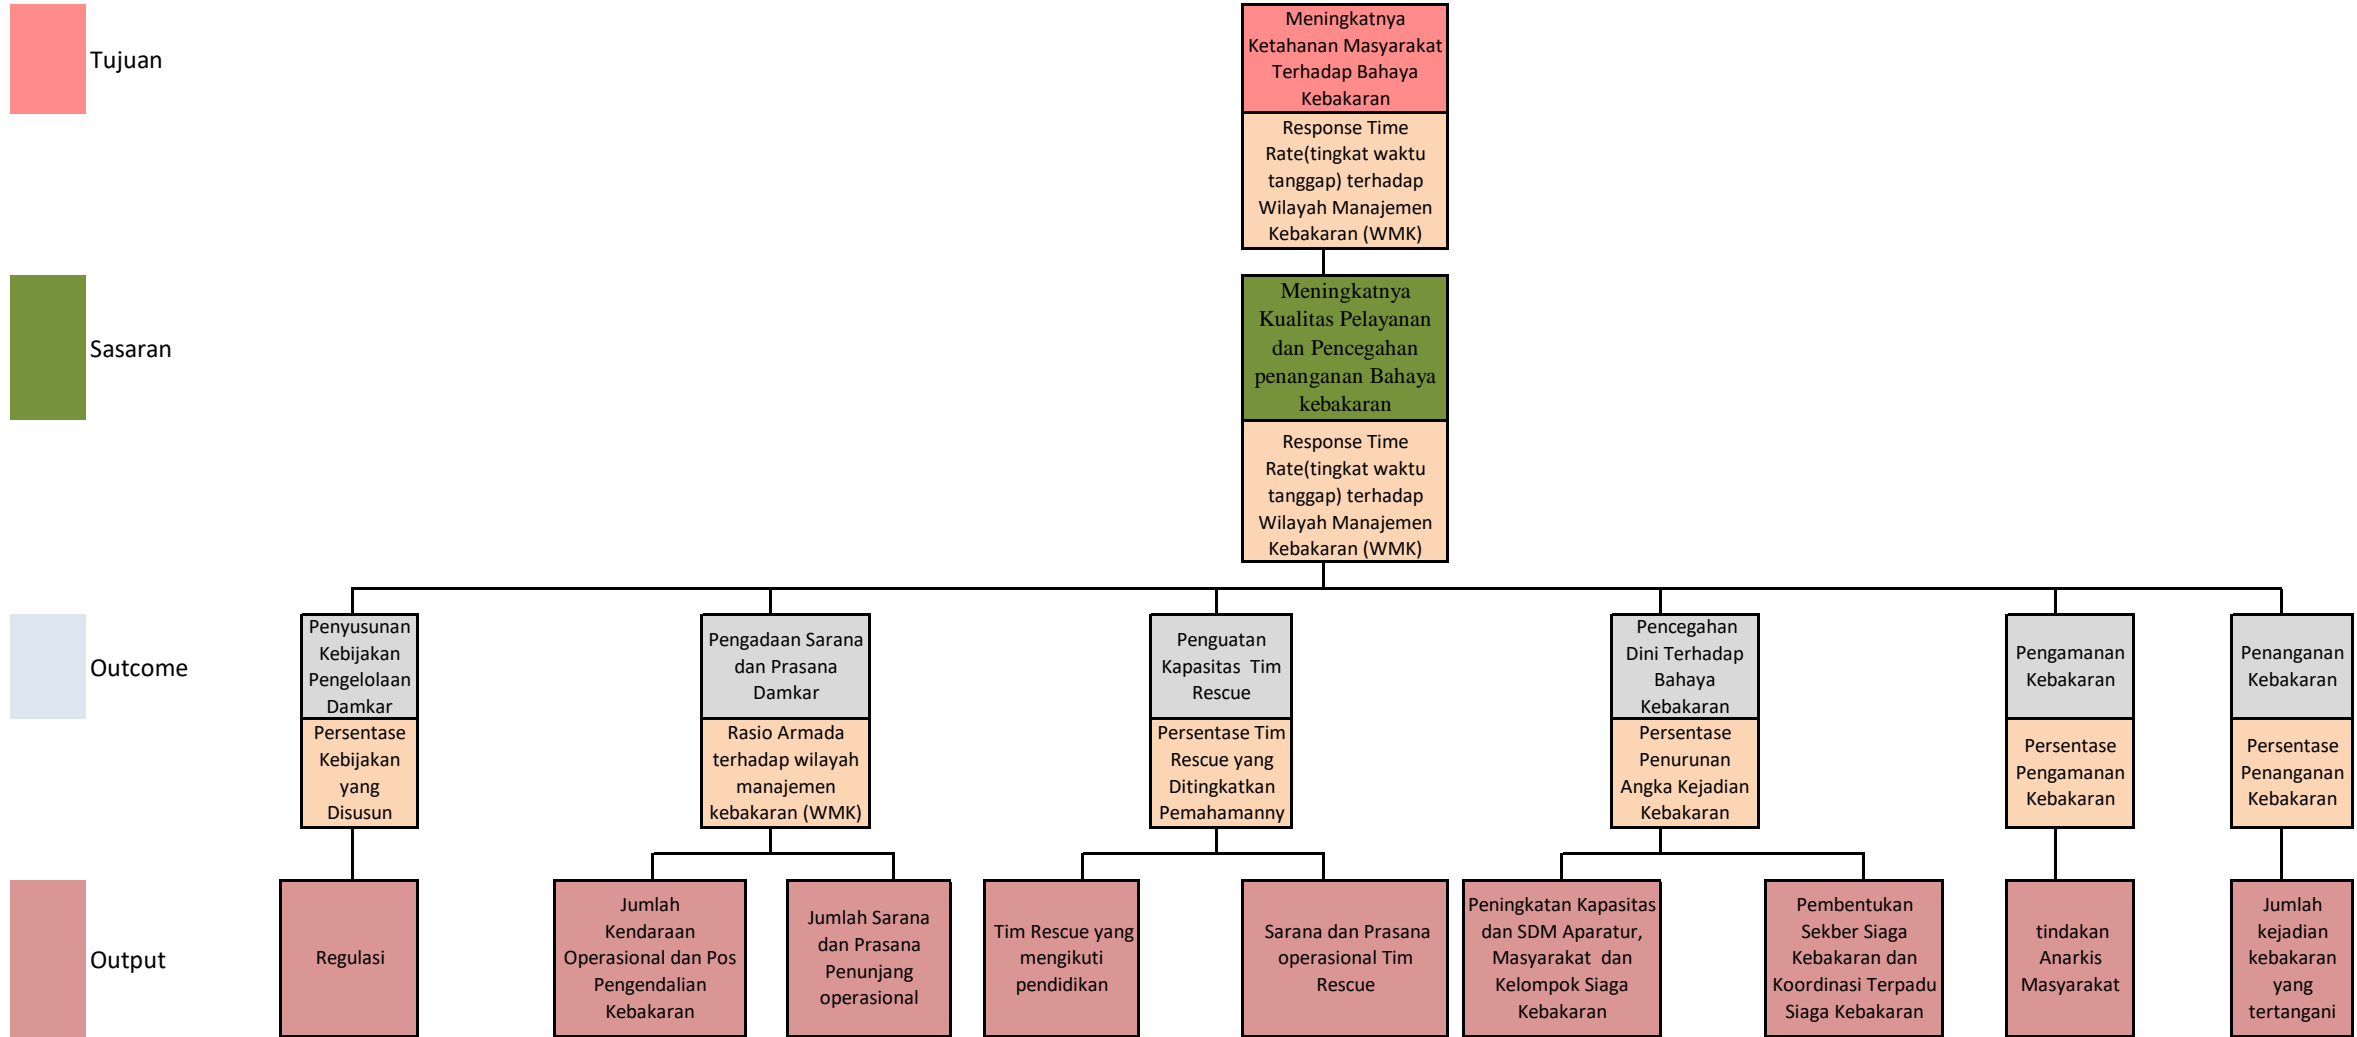 Tujuan
Meningkatnya
Ketahanan Masyarakat
Terhadap Bahaya
Kebakaran
Response Time
Rate(tingkat waktu
tanggap) terhadap
Wilayah Manajemen
Kebakaran (WMK)
Sasaran
Meningkatnya
Kualitas Pelayanan
dan Pencegahan
penanganan Bahaya
kebakaran
Response Time
Rate(tingkat waktu
tanggap) terhadap
Wilayah Manajemen
Kebakaran (WMK)
Outcome
Penyusunan
Kebijakan
Pengelolaan
Damkar
Persentase
Kebijakan
yang
Disusun
Pengadaan Sarana
dan Prasana
Damkar
Rasio Armada
terhadap wilayah
manajemen
kebakaran (WMK)
Penguatan
Kapasitas Tim
Rescue
Persentase Tim
Rescue yang
Ditingkatkan
Pemahamanny
Pencegahan
Dini Terhadap
Bahaya
Kebakaran
Persentase
Penurunan
Angka Kejadian
Kebakaran
Pengamanan
Kebakaran
Persentase
Pengamanan
Kebakaran
Penanganan
Kebakaran
Persentase
Penanganan
Kebakaran
Output
Regulasi
Jumlah
Kendaraan
Operasional dan Pos
Pengendalian
Kebakaran
Jumlah Sarana
dan Prasana
Penunjang
operasional
Tim Rescue yang
mengikuti
pendidikan
Sarana dan Prasana
operasional Tim
Rescue
Peningkatan Kapasitas
dan SDM Aparatur,
Masyarakat dan
Kelompok Siaga
Kebakaran
Pembentukan
Sekber Siaga
Kebakaran dan
Koordinasi Terpadu
Siaga Kebakaran
tindakan
Anarkis
Masyarakat
Jumlah
kejadian
kebakaran
yang
tertangani